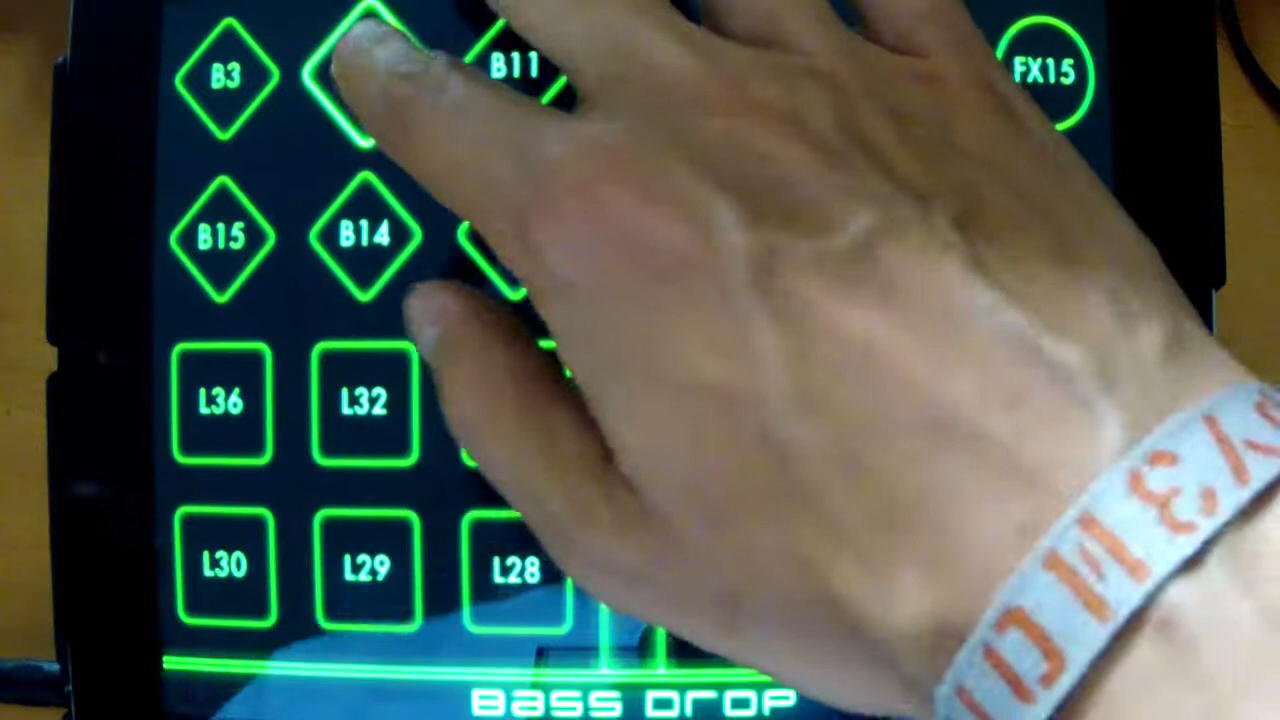 B3 B11 FX15
B15 B14
L36 L32
L30 L29 L28
BASS DROP